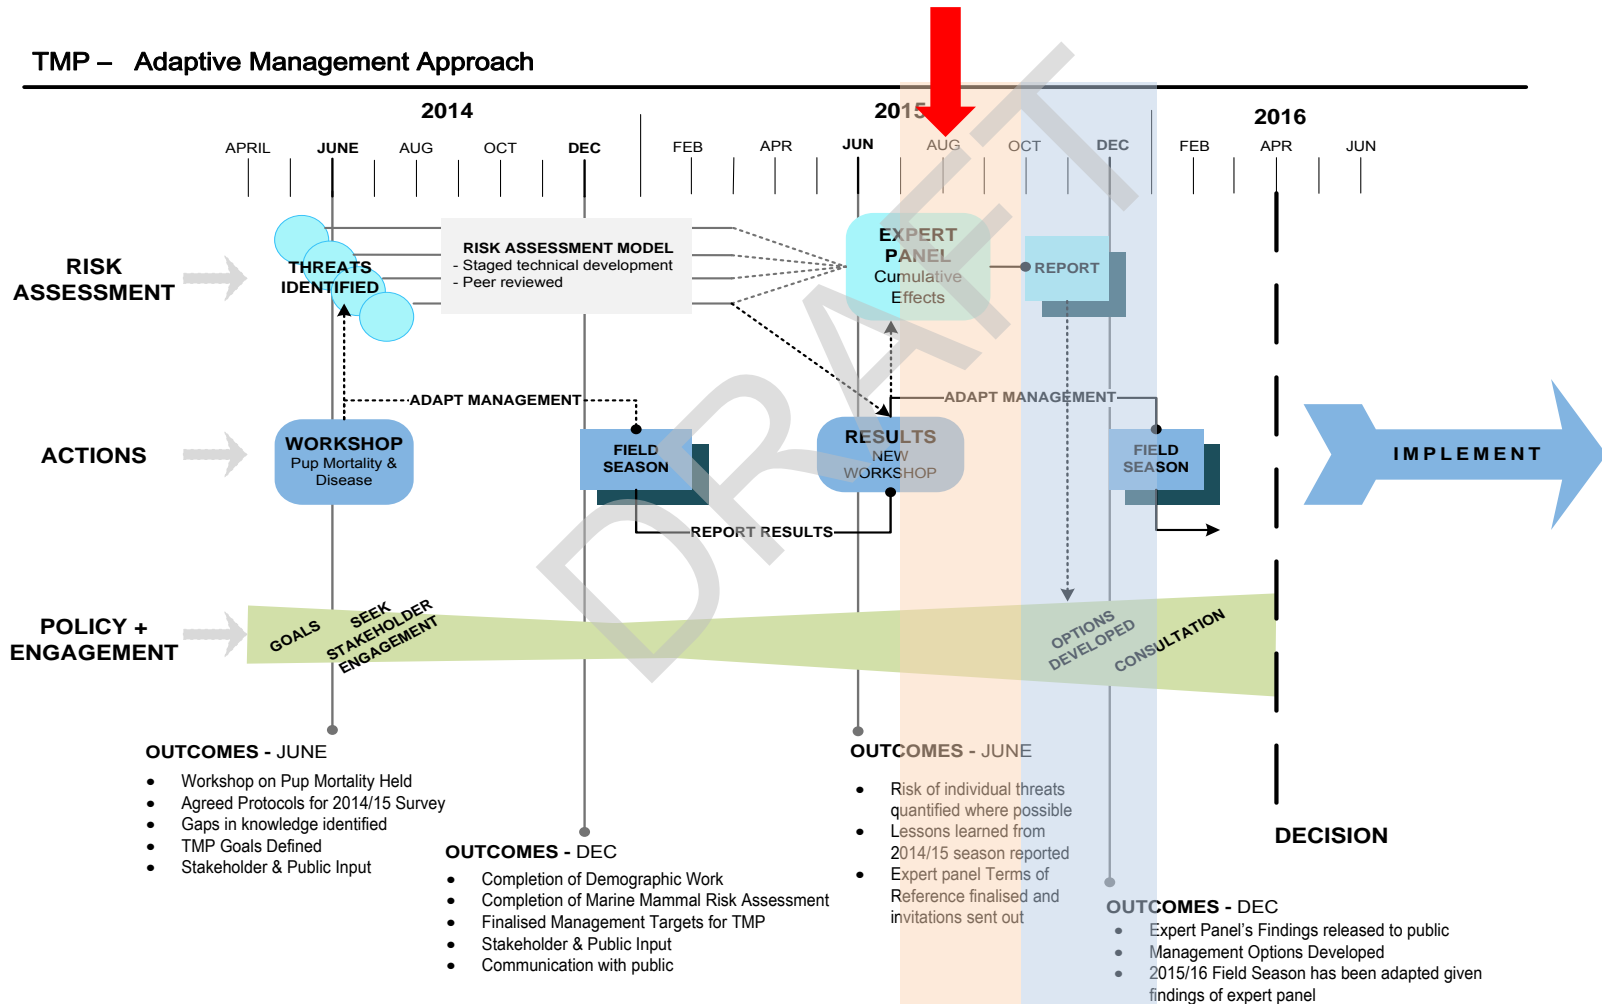 TMP – Adaptive Management Approach
2014
2015
2016
APRIL
JUNE
AUG
OCT
DEC
FEB
APR
JUN
AUG
OCT
DEC
FEB
APR
JUN
RISK
ASSESSMENT
THREATS
IDENTIFIED
RISK ASSESSMENT MODEL
- Staged technical development
- Peer reviewed
EXPERT
PANEL
Cumulative
Effects
REPORT
ADAPT MANAGEMENT
ADAPT MANAGEMENT
ACTIONS
WORKSHOP
Pup Mortality &
Disease
FIELD
SEASON
RESULTS
NEW
WORKSHOP
FIELD
SEASON
IMPLEMENT
REPORT RESULTS
POLICY +
ENGAGEMENT
GOALS
SEEK
STAKEHOLDER
ENGAGEMENT
OPTIONS
DEVELOPED
CONSULTATION
DRAFT
OUTCOMES - JUNE
• Workshop on Pup Mortality Held
• Agreed Protocols for 2014/15 Survey
• Gaps in knowledge identified
• TMP Goals Defined
• Stakeholder & Public Input
OUTCOMES - DEC
• Completion of Demographic Work
• Completion of Marine Mammal Risk Assessment
• Finalised Management Targets for TMP
• Stakeholder & Public Input
• Communication with public
OUTCOMES - JUNE
• Risk of individual threats
quantified where possible
• Lessons learned from
2014/15 season reported
• Expert panel Terms of
Reference finalised and
invitations sent out
DECISION
OUTCOMES - DEC
• Expert Panel's Findings released to public
• Management Options Developed
• 2015/16 Field Season has been adapted given
findings of expert panel